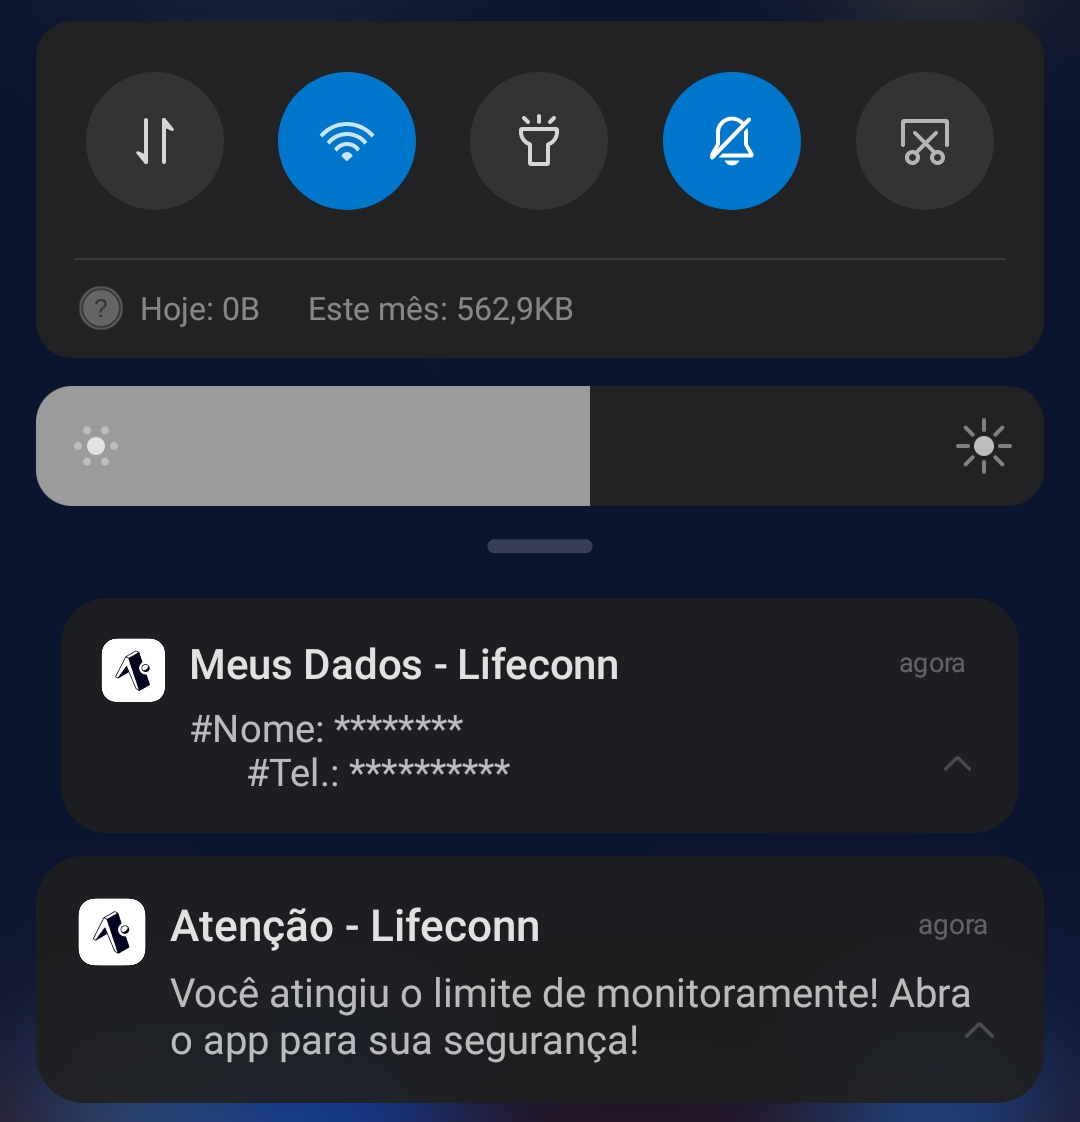 Hoje: 0B Este mês: 562,9KB
Meus Dados - Lifeconn agora
#Nome: ********
#Tel.: **********
Atenção - Lifeconn agora
Você atingiu o limite de monitoramente! Abra
o app para sua segurança!